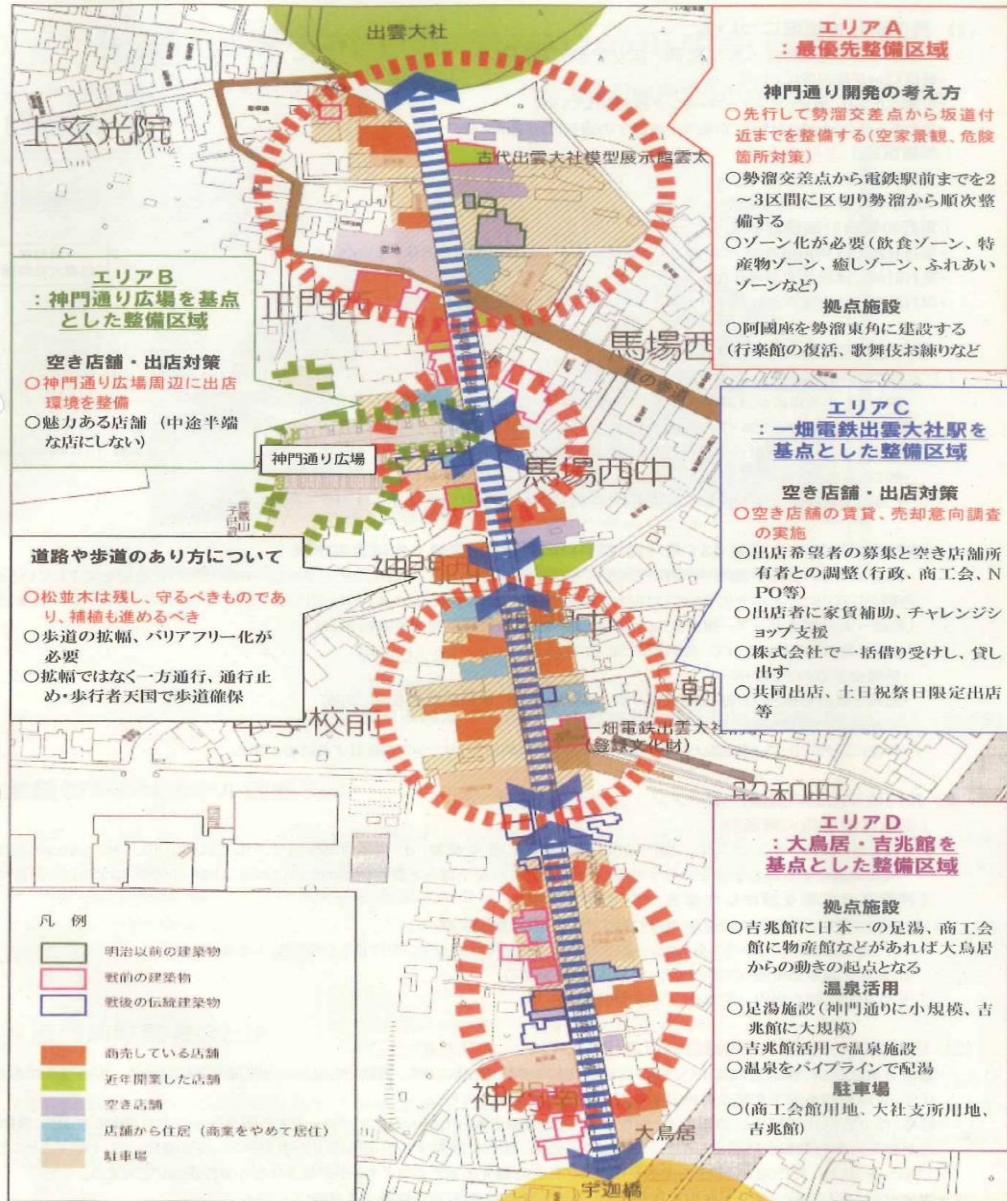 出雲大社
上玄光院
古代出雲大社模型展示館雲太
空地
正門西
馬場西
神門通り広場
馬場西中
神門西
神門中
朝
中学校前
一畑電鉄出雲大社
(登録文化財)
昭和町
神門南
大鳥居
宇迦橋
エリアA
:最優先整備区域
神門通り開発の考え方
○先行して勢溜交差点から坂道付
近までを整備する(空家景観、危険
箇所対策)
○勢溜交差点から電鉄駅前までを2
~3区間に区切り勢溜から順次整
備する
○ゾーン化が必要(飲食ゾーン、特
産物ゾーン、癒しゾーン、ふれあい
ゾーンなど)
拠点施設
○阿國座を勢溜東角に建設する
(行楽館の復活、歌舞伎お練りなど
エリアB
:神門通り広場を基点
とした整備区域
空き店舗・出店対策
○神門通り広場周辺に出店
環境を整備
○魅力ある店舗 (中途半端
な店にしない)
エリアC
:一畑電鉄出雲大社駅を
基点とした整備区域
空き店舗・出店対策
○空き店舗の賃貸、売却意向調査
の実施
○出店希望者の募集と空き店舗所
有者との調整(行政、商工会、N
PO等)
○出店者に家賃補助、チャレンジシ
ョップ支援
○株式会社で一括借り受けし、貸し
出す
○共同出店、土日祝祭日限定出店
等
道路や歩道のあり方について
○松並木は残し、守るべきものであ
り、補植も進めるべき
○歩道の拡幅、バリアフリー化が
必要
○拡幅ではなく一方通行、通行止
め・歩行者天国で歩道確保
エリアD
:大鳥居・吉兆館を
基点とした整備区域
拠点施設
○吉兆館に日本一の足湯、商工会
館に物産館などがあれば大鳥居
からの動きの起点となる
温泉活用
○足湯施設(神門通りに小規模、吉
兆館に大規模)
○吉兆館活用で温泉施設
○温泉をパイプラインで配湯
駐車場
○(商工会館用地、大社支所用地、
吉兆館)
凡 例
明治以前の建築物
戦前の建築物
戦後の伝統建築物
商売している店舗
近年開業した店舗
空き店舗
店舗から住居 (商業をやめて居住)
駐車場